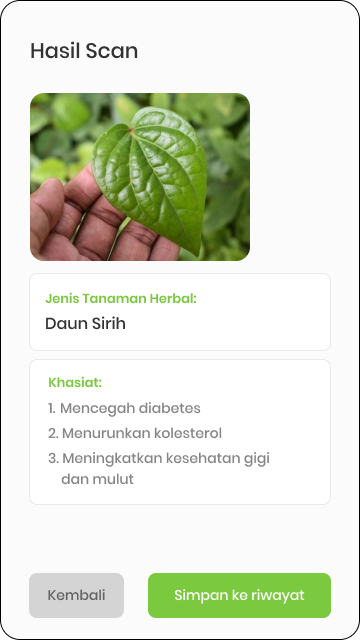 Hasil Scan
Jenis Tanaman Herbal:
Daun Sirih
Khasiat:
1. Mencegah diabetes
2. Menurunkan kolesterol
3. Meningkatkan kesehatan gigi
dan mulut
Kembali
Simpan ke riwayat